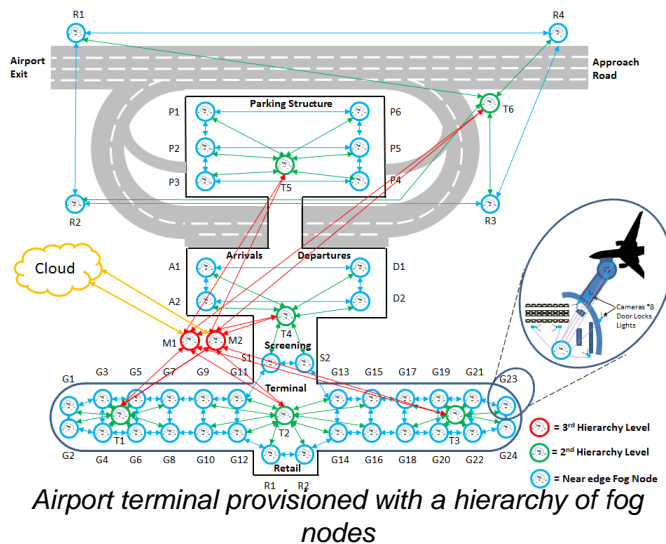 R1 R4
Airport Exit
Approach Road
Parking Structure
P1 P6
T6
P2 P5
P3 T5 P4
R2 R3
Arrivals Departures
Cloud
A1 D1
A2 D2
T4
Cameras *8
Door Locks
Lights
M1 M2
Screening
S1 S2
G1 G3 G5 G7 G9 G11 Terminal G13 G15 G17 G19 G21 G23
T1 T2 T3
G2 G4 G6 G8 G10 G12 Retail G14 G16 G18 G20 G22 G24
R1 R2
= 3rd Hierarchy Level
= 2nd Hierarchy Level
= Near edge Fog Node
Airport terminal provisioned with a hierarchy of fog
nodes